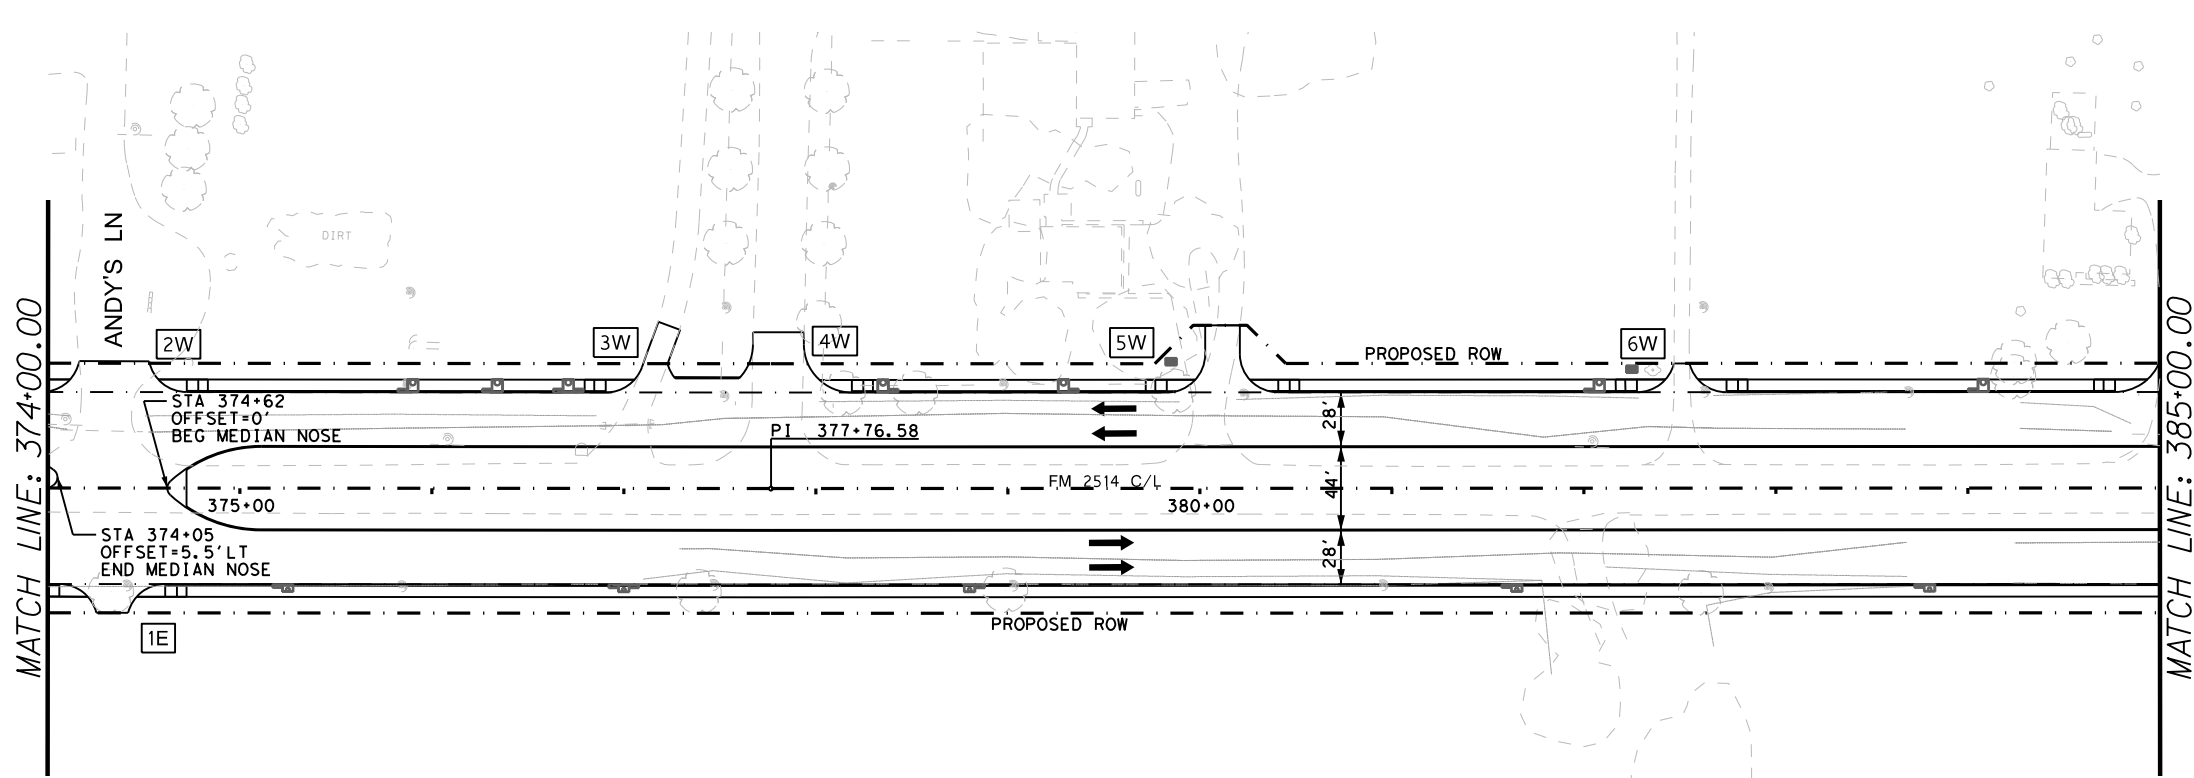 MATCH LINE: 374+00.00
ANDY'S LN
DIRT
2W
3W
4W
5W
6W
PROPOSED ROW
STA 374+62
OFFSET=0'
BEG MEDIAN NOSE
PI 377+76.58
28'
44'
28'
FM 2514 C/L
375+00
380+00
STA 374+05
OFFSET=5.5'LT
END MEDIAN NOSE
1E
PROPOSED ROW
MATCH LINE: 385+00.00